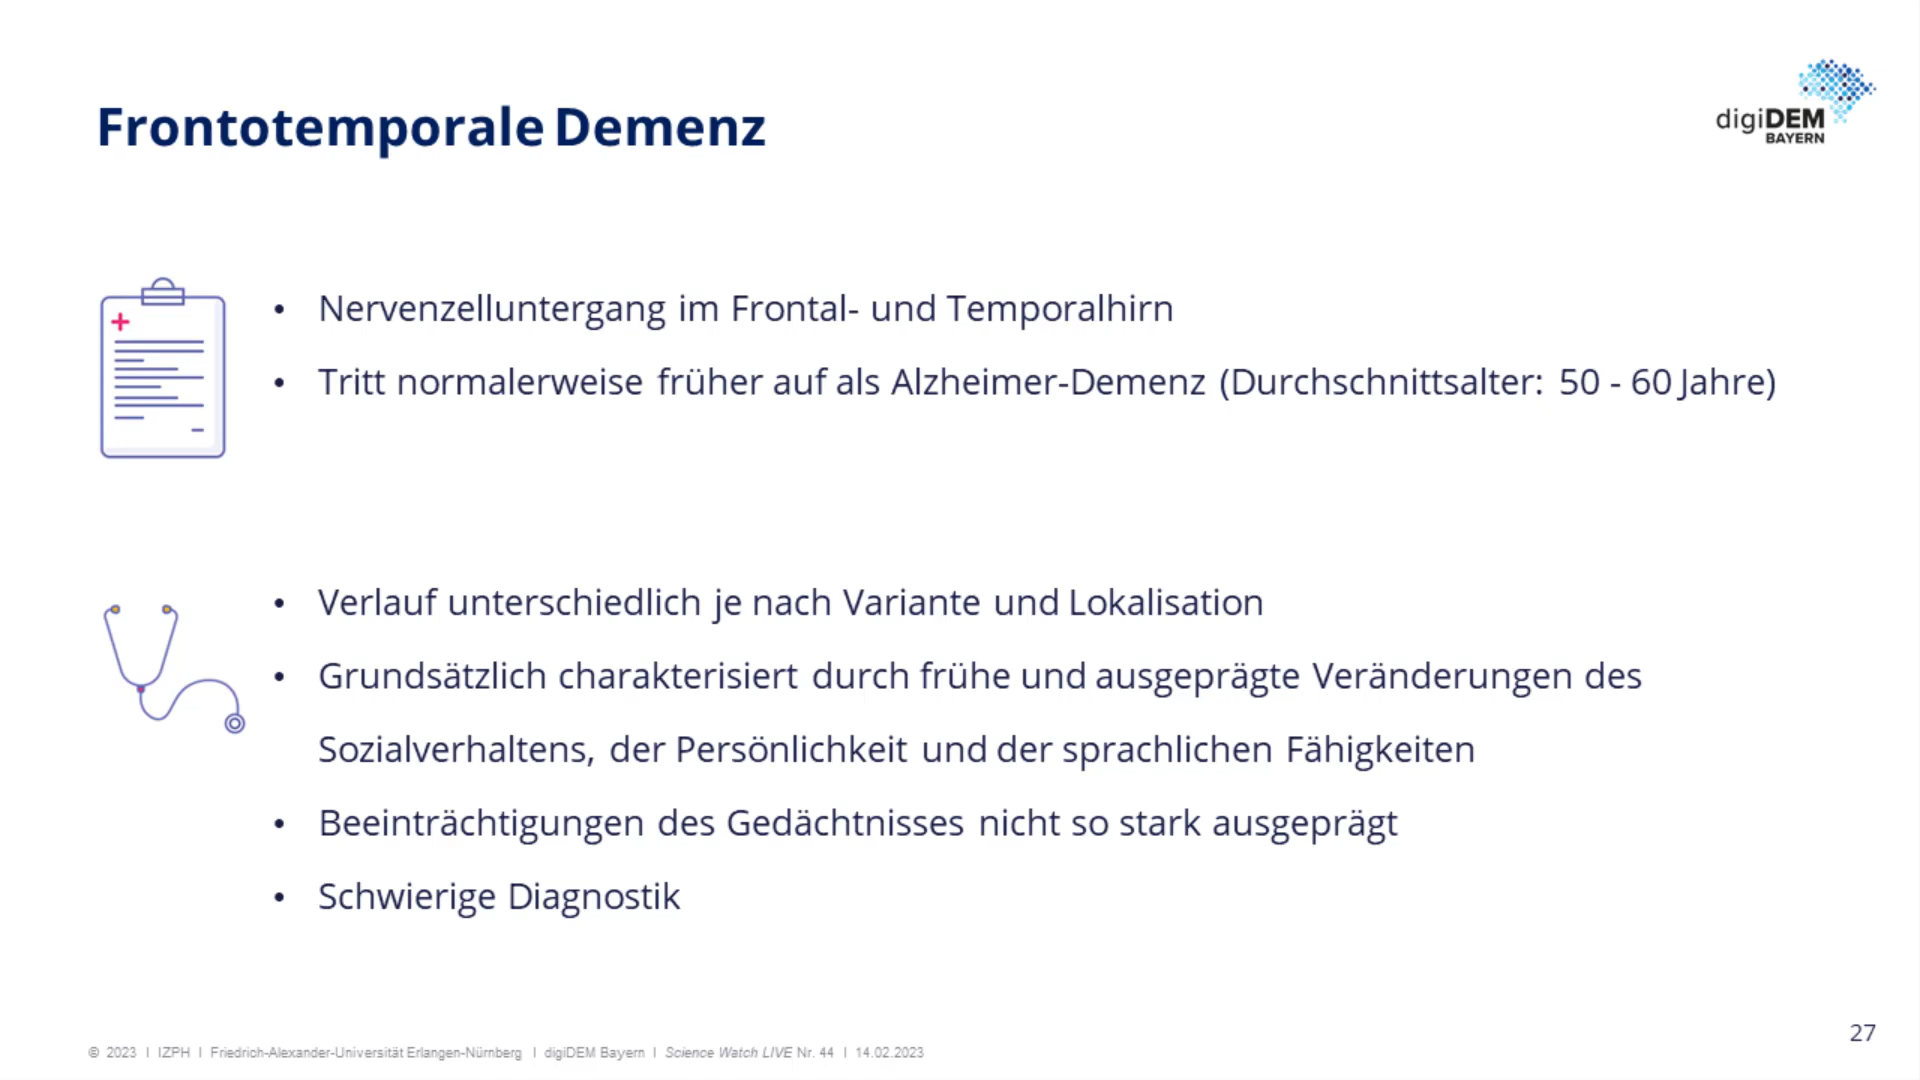 Frontotemporale Demenz
digiDEM
BAYERN
• Nervenzelluntergang im Frontal- und Temporalhirn
• Tritt normalerweise früher auf als Alzheimer-Demenz (Durchschnittsalter: 50 - 60 Jahre)
• Verlauf unterschiedlich je nach Variante und Lokalisation
• Grundsätzlich charakterisiert durch frühe und ausgeprägte Veränderungen des
Sozialverhaltens, der Persönlichkeit und der sprachlichen Fähigkeiten
• Beeinträchtigungen des Gedächtnisses nicht so stark ausgeprägt
• Schwierige Diagnostik
27
© 2023 I IZPH I Friedrich-Alexander-Universität Erlangen-Nürnberg I digiDEM Bayern I Science Watch LIVE Nr. 44 I 14.02.2023